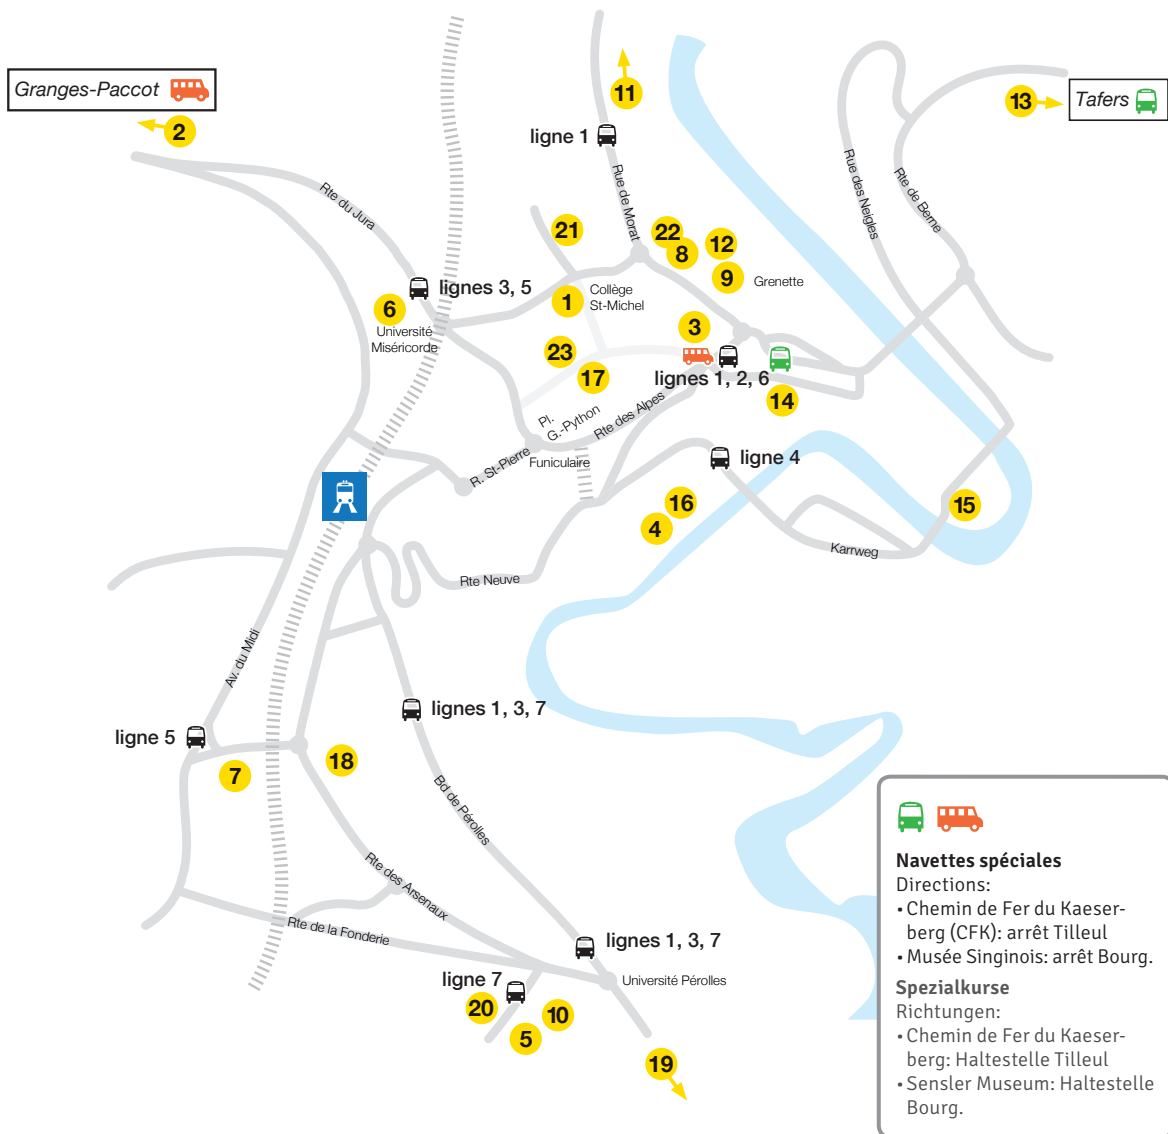 Granges-Paccot
2
11
13
Tafers
ligne 1
Rte du Jura
Rue de Morat
Rue des Neigles
Rte de Berne
21
22
8
12
9
Grenette
lignes 3, 5
6
Université
Miséricorde
1
Collège
St-Michel
3
23
17
lignes 1, 2, 6
14
Pl.
G.-Python
Rte des Alpes
R. St-Pierre
Funiculaire
ligne 4
16
4
15
Karrweg
Rte Neuve
Av. du Midi
lignes 1, 3, 7
ligne 5
7
18
Bd de Pérolles
Rte des Arsenaux
Rte de la Fonderie
lignes 1, 3, 7
Université Pérolles
ligne 7
20
10
5
19
Navettes spéciales
Directions:
• Chemin de Fer du Kaeser-
berg (CFK): arrêt Tilleul
• Musée Singinois: arrêt Bourg.
Spezialkurse
Richtungen:
• Chemin de Fer du Kaeser-
berg: Haltestelle Tilleul
• Sensler Museum: Haltestelle
Bourg.